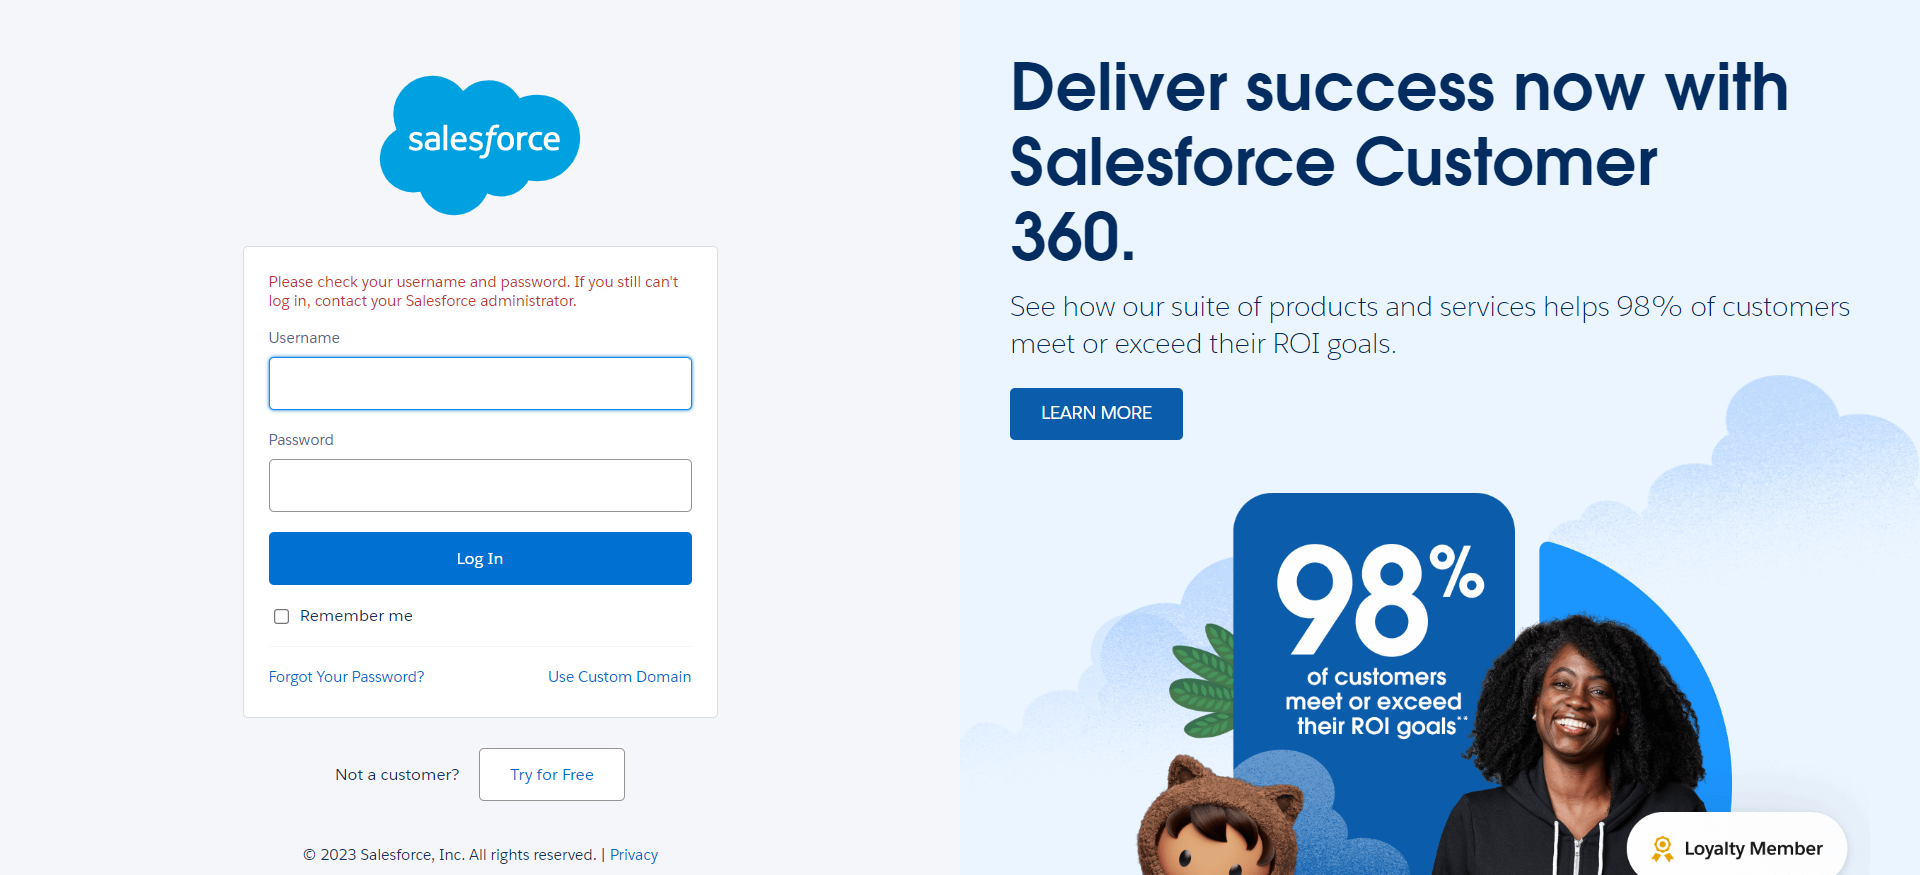 salesforce
Please check your username and password. If you still can't
log in, contact your Salesforce administrator.
Username
Password
Log In
Remember me
Forgot Your Password?
Use Custom Domain
Not a customer?
Try for Free
© 2023 Salesforce, Inc. All rights reserved. | Privacy
Deliver success now with
Salesforce Customer
360.
See how our suite of products and services helps 98% of customers
meet or exceed their ROI goals.
LEARN MORE
98%
of customers
meet or exceed
their ROI goals**
Loyalty Member